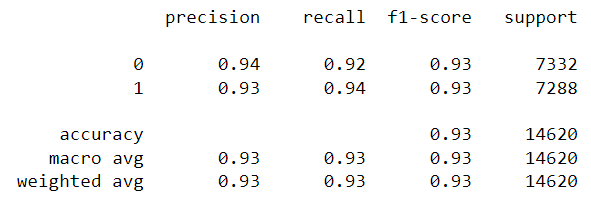 precision recall f1-score support
0 0.94 0.92 0.93 7332
1 0.93 0.94 0.93 7288
accuracy 0.93 14620
macro avg 0.93 0.93 0.93 14620
weighted avg 0.93 0.93 0.93 14620